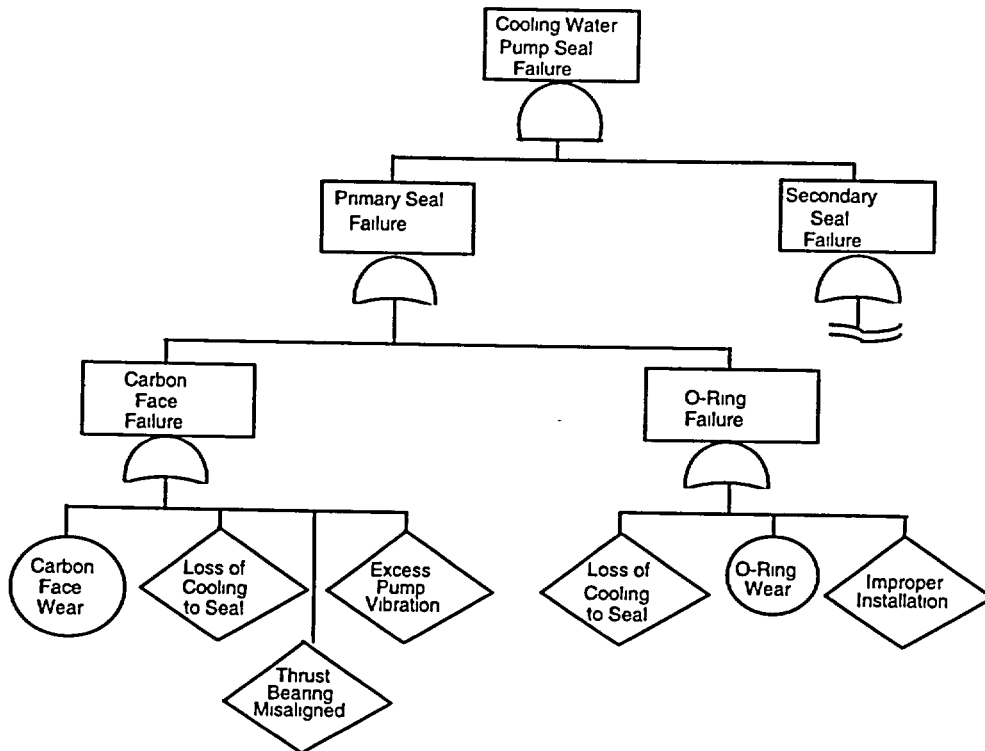 Cooling Water
Pump Seal
Failure
Primary Seal
Failure
Secondary
Seal
Failure
Carbon
Face
Failure
O-Ring
Failure
Carbon
Face
Wear
Loss of
Cooling
to Seal
Thrust
Bearing
Misaligned
Excess
Pump
Vibration
Loss of
Cooling
to Seal
O-Ring
Wear
Improper
Installation